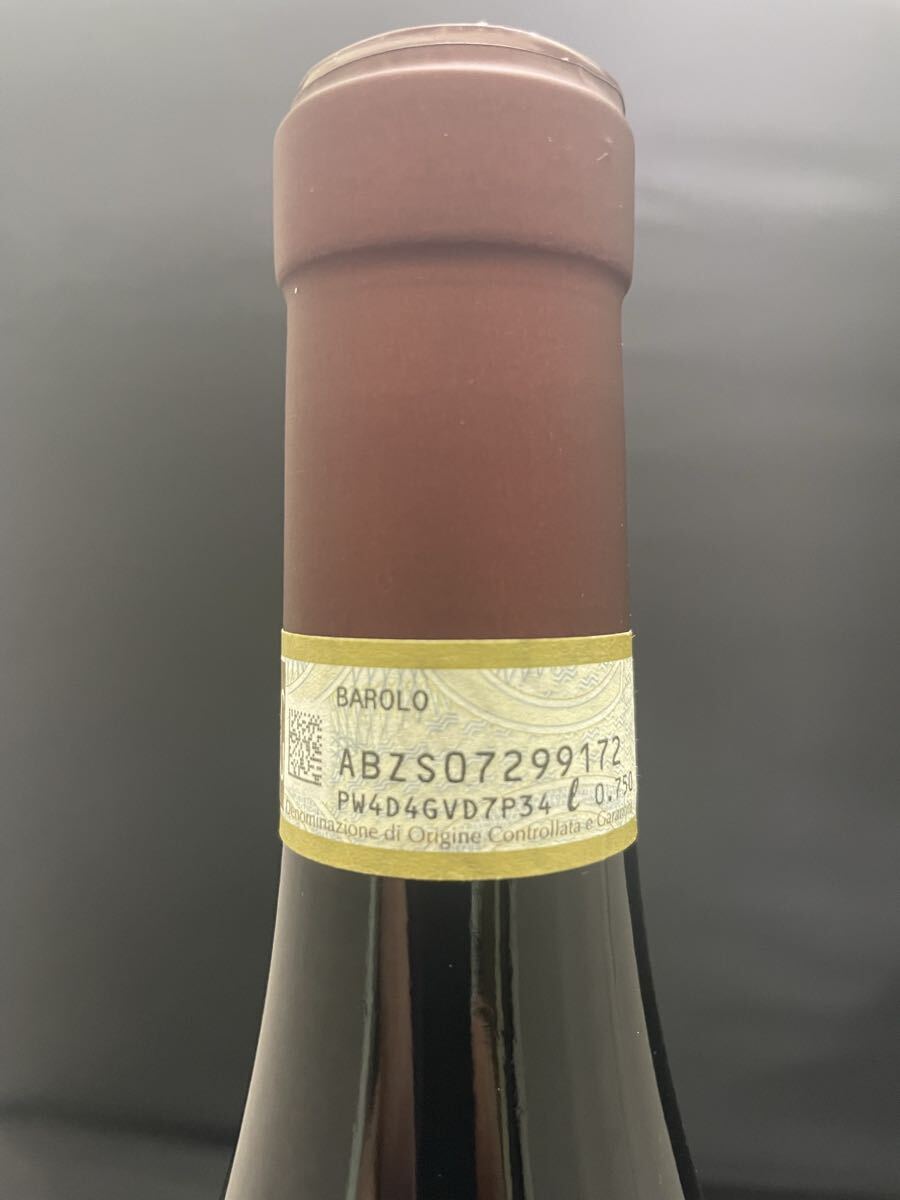 BAROLO
ABZS07299172
PW4D4GVD7P34 ℓ 0.750
Denominazione di Origine Controllata e Garantita